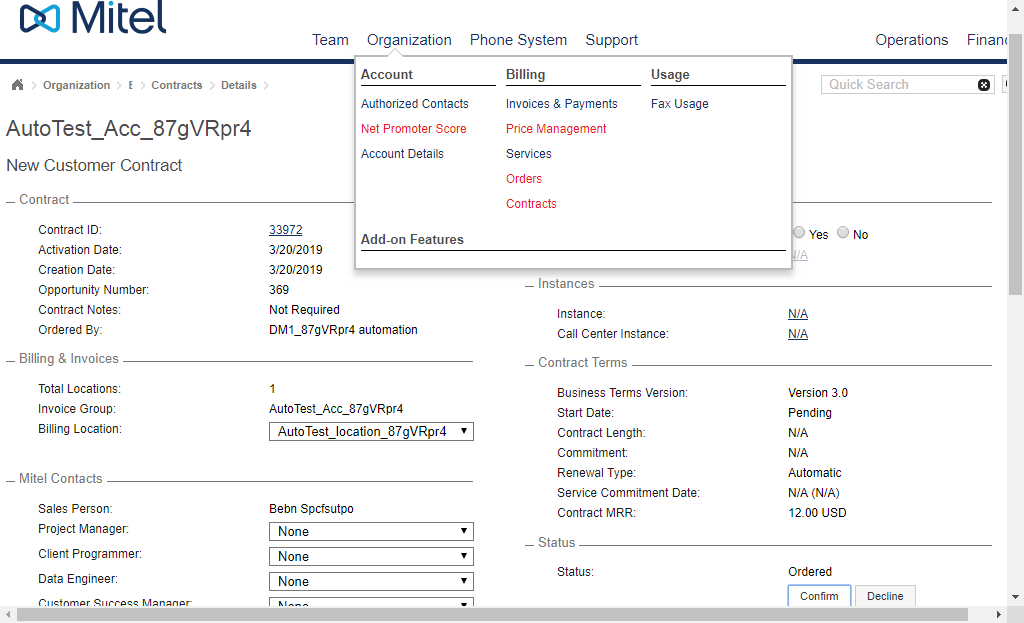 Mitel
Team Organization Phone System Support Operations
Organization Contracts Details
Quick Search
Account Billing Usage
Authorized Contacts Invoices & Payments Fax Usage
Net Promoter Score Price Management
Account Details Services
Orders
Contracts
Add-on Features
AutoTest_Acc_87gVRpr4
New Customer Contract
Contract
Contract ID: 33972
Activation Date: 3/20/2019
Creation Date: 3/20/2019
Opportunity Number: 369
Contract Notes: Not Required
Ordered By: DM1_87gVRpr4 automation
Billing & Invoices
Total Locations: 1
Invoice Group: AutoTest_Acc_87gVRpr4
Billing Location: AutoTest_location_87gVRpr4
Mitel Contacts
Sales Person: Bebn Spcfsutpo
Project Manager: None
Client Programmer: None
Data Engineer: None
Customer Success Manager: None
Yes No
N/A
Instances
Instance: N/A
Call Center Instance: N/A
Contract Terms
Business Terms Version: Version 3.0
Start Date: Pending
Contract Length: N/A
Commitment: N/A
Renewal Type: Automatic
Service Commitment Date: N/A (N/A)
Contract MRR: 12.00 USD
Status
Status: Ordered
Confirm Decline